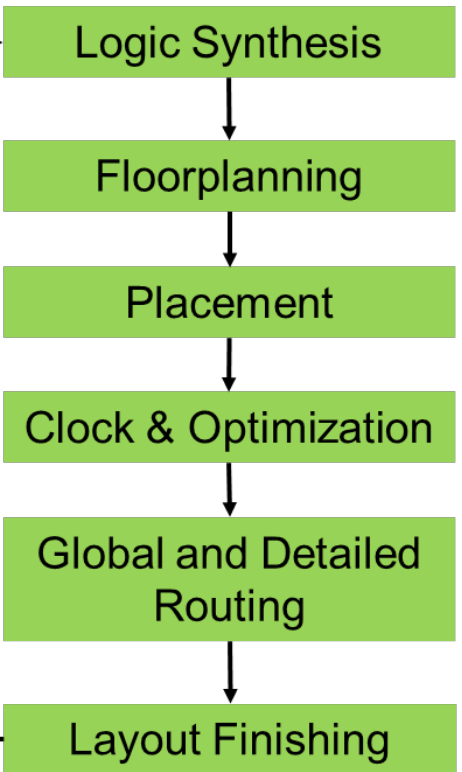 Logic Synthesis
Floorplanning
Placement
Clock & Optimization
Global and Detailed
Routing
Layout Finishing